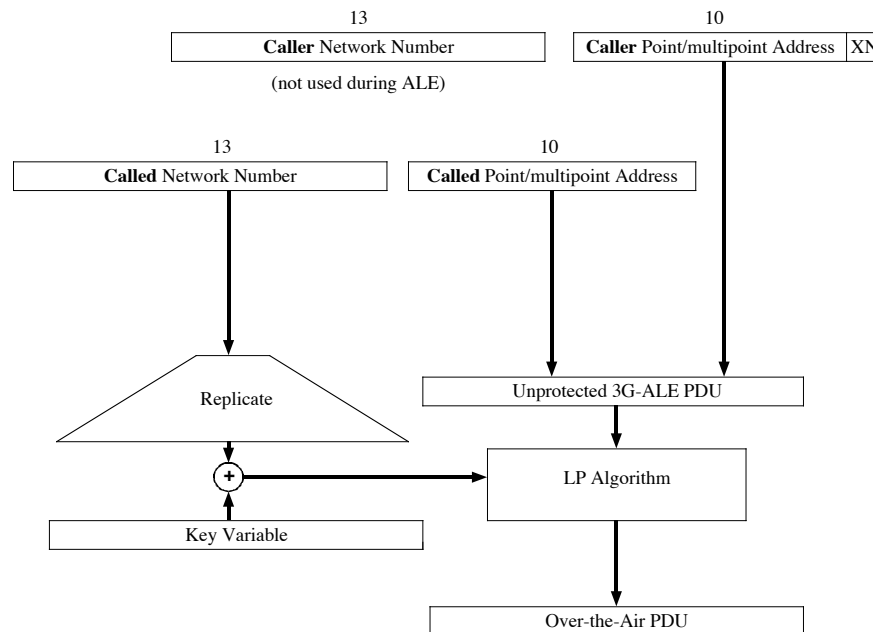 13
10
Caller Network Number
Caller Point/multipoint Address
XN
(not used during ALE)
13
10
Called Network Number
Called Point/multipoint Address
Replicate
Unprotected 3G-ALE PDU
+
LP Algorithm
Key Variable
Over-the-Air PDU